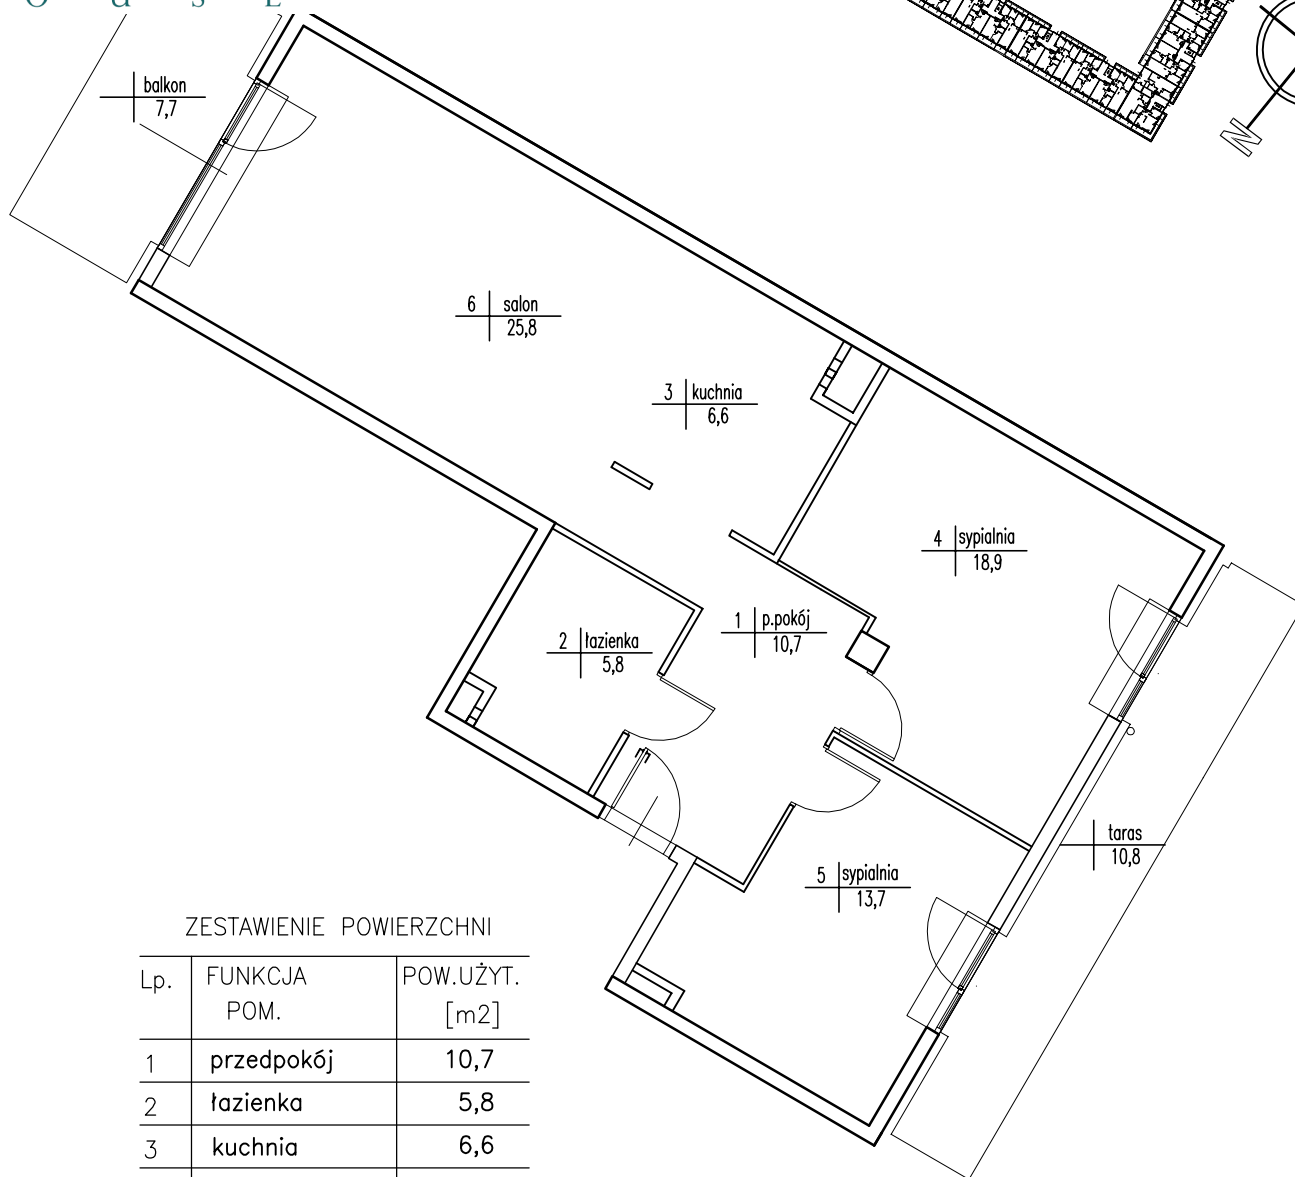 balkon
7,7
6 salon
25,8
3 kuchnia
6,6
4 sypialnia
18,9
1 p.pokój
10,7
2 łazienka
5,8
taras
10,8
5 sypialnia
13,7
N
ZESTAWIENIE POWIERZCHNI
Lp. FUNKCJA POM. POW.UŻYT. [m2]
1 przedpokój 10,7
2 łazienka 5,8
3 kuchnia 6,6